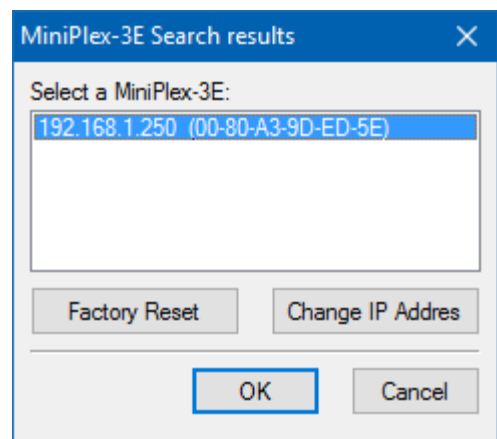 MiniPlex-3E Search results
Select a MiniPlex-3E:
192.168.1.250 (00-80-A3-9D-ED-5E)
Factory Reset
Change IP Addres
OK
Cancel